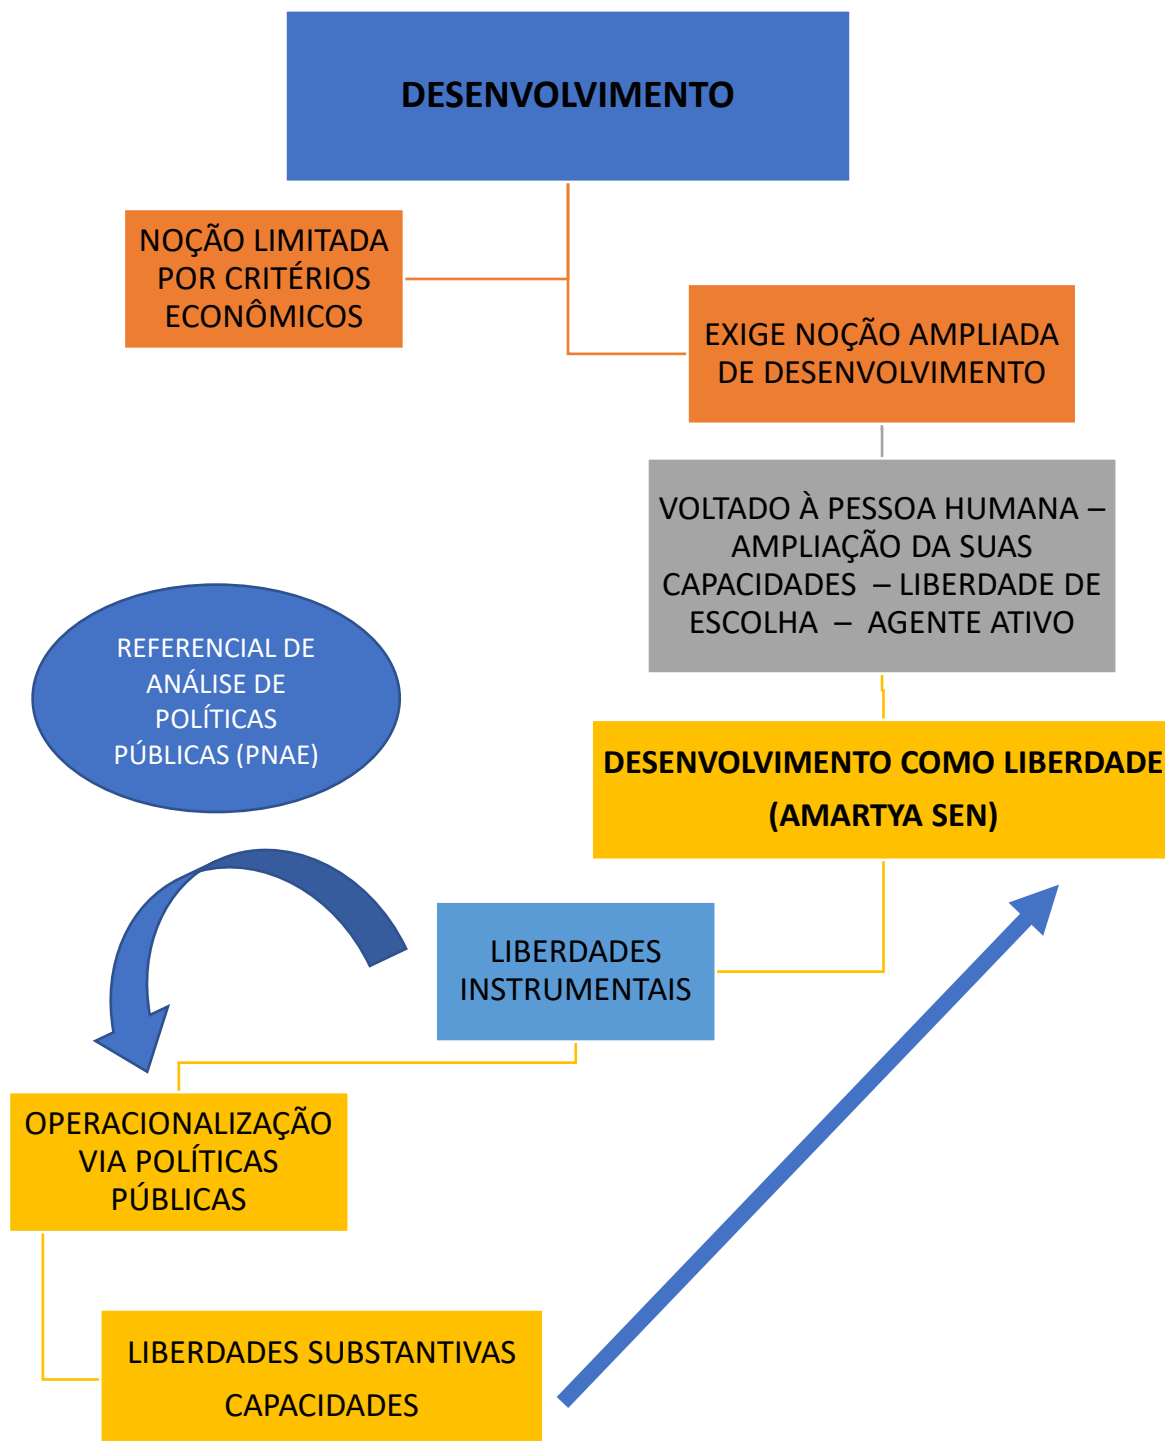 DESENVOLVIMENTO
NOÇÃO LIMITADA
POR CRITÉRIOS
ECONÔMICOS
EXIGE NOÇÃO AMPLIADA
DE DESENVOLVIMENTO
VOLTADO À PESSOA HUMANA –
AMPLIAÇÃO DA SUAS
CAPACIDADES – LIBERDADE DE
ESCOLHA – AGENTE ATIVO
REFERENCIAL DE
ANÁLISE DE
POLÍTICAS
PÚBLICAS (PNAE)
DESENVOLVIMENTO COMO LIBERDADE
(AMARTYA SEN)
LIBERDADES
INSTRUMENTAIS
OPERACIONALIZAÇÃO
VIA POLÍTICAS
PÚBLICAS
LIBERDADES SUBSTANTIVAS
CAPACIDADES